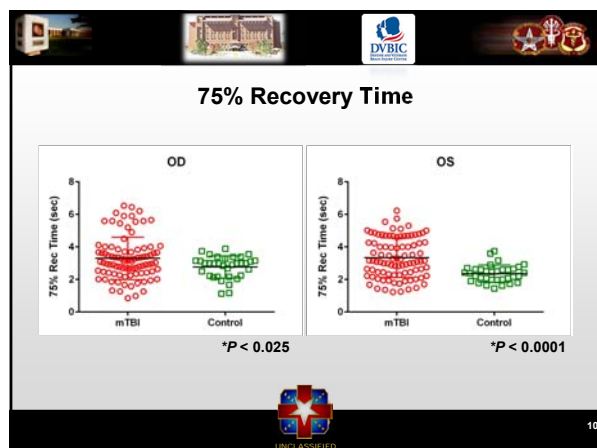 DVBIC
75% Recovery Time
OD
75% Rec Time (sec)
8
6
4
2
0
mTBI
Control
*P < 0.025
OS
75% Rec Time (sec)
8
6
4
2
0
mTBI
Control
*P < 0.0001
10
UNCLASSIFIED